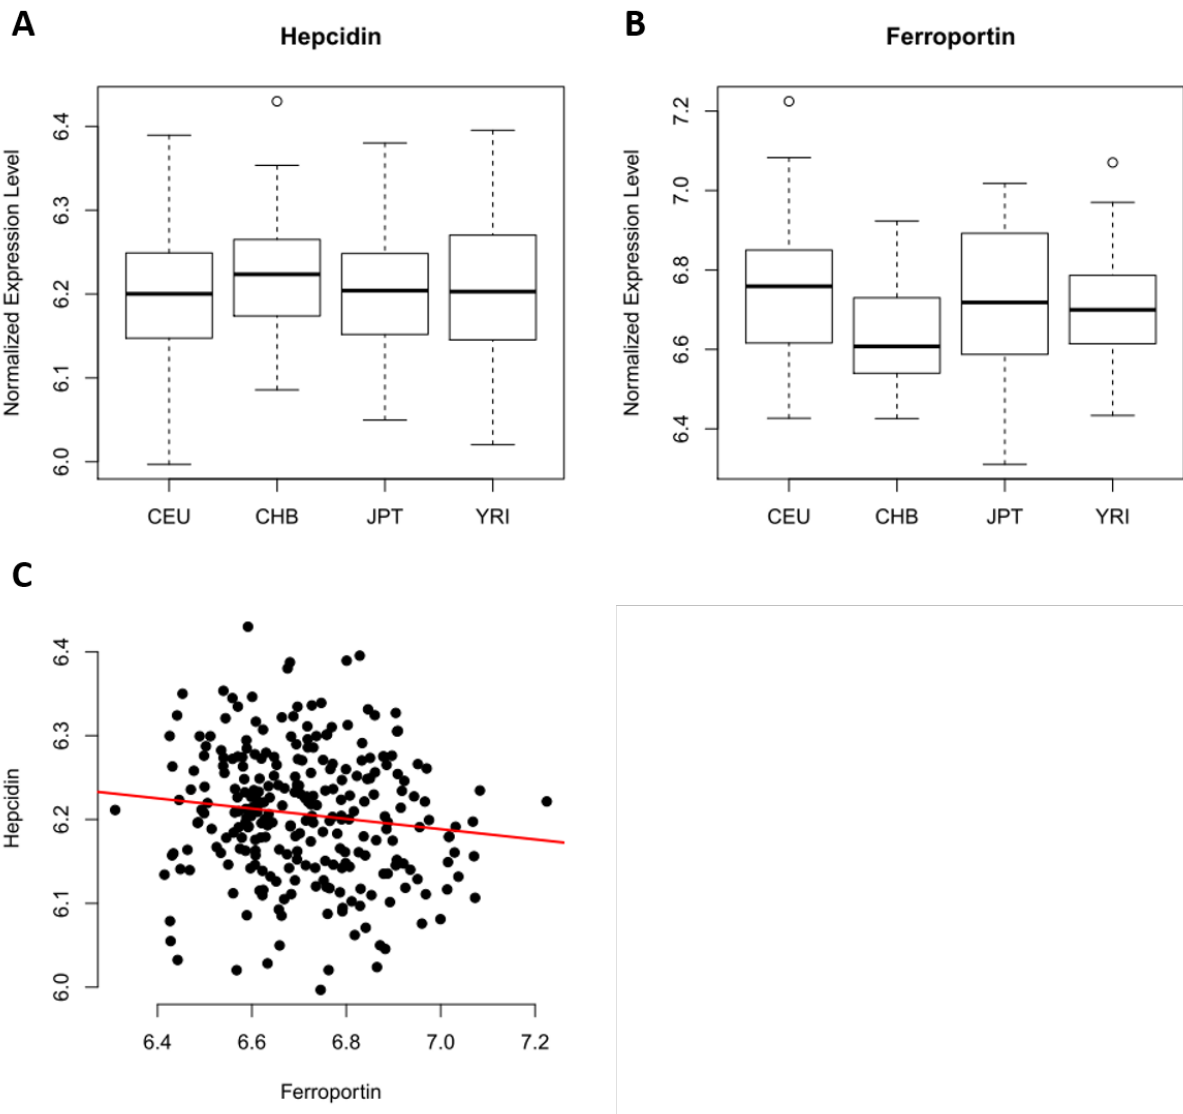 A
Hepcidin
Normalized Expression Level
6.4
6.3
6.2
6.1
6.0
CEU CHB JPT YRI
B
Ferroportin
Normalized Expression Level
7.2
7.0
6.8
6.6
6.4
CEU CHB JPT YRI
C
Hepcidin
6.4
6.3
6.2
6.1
6.0
6.4 6.6 6.8 7.0 7.2
Ferroportin